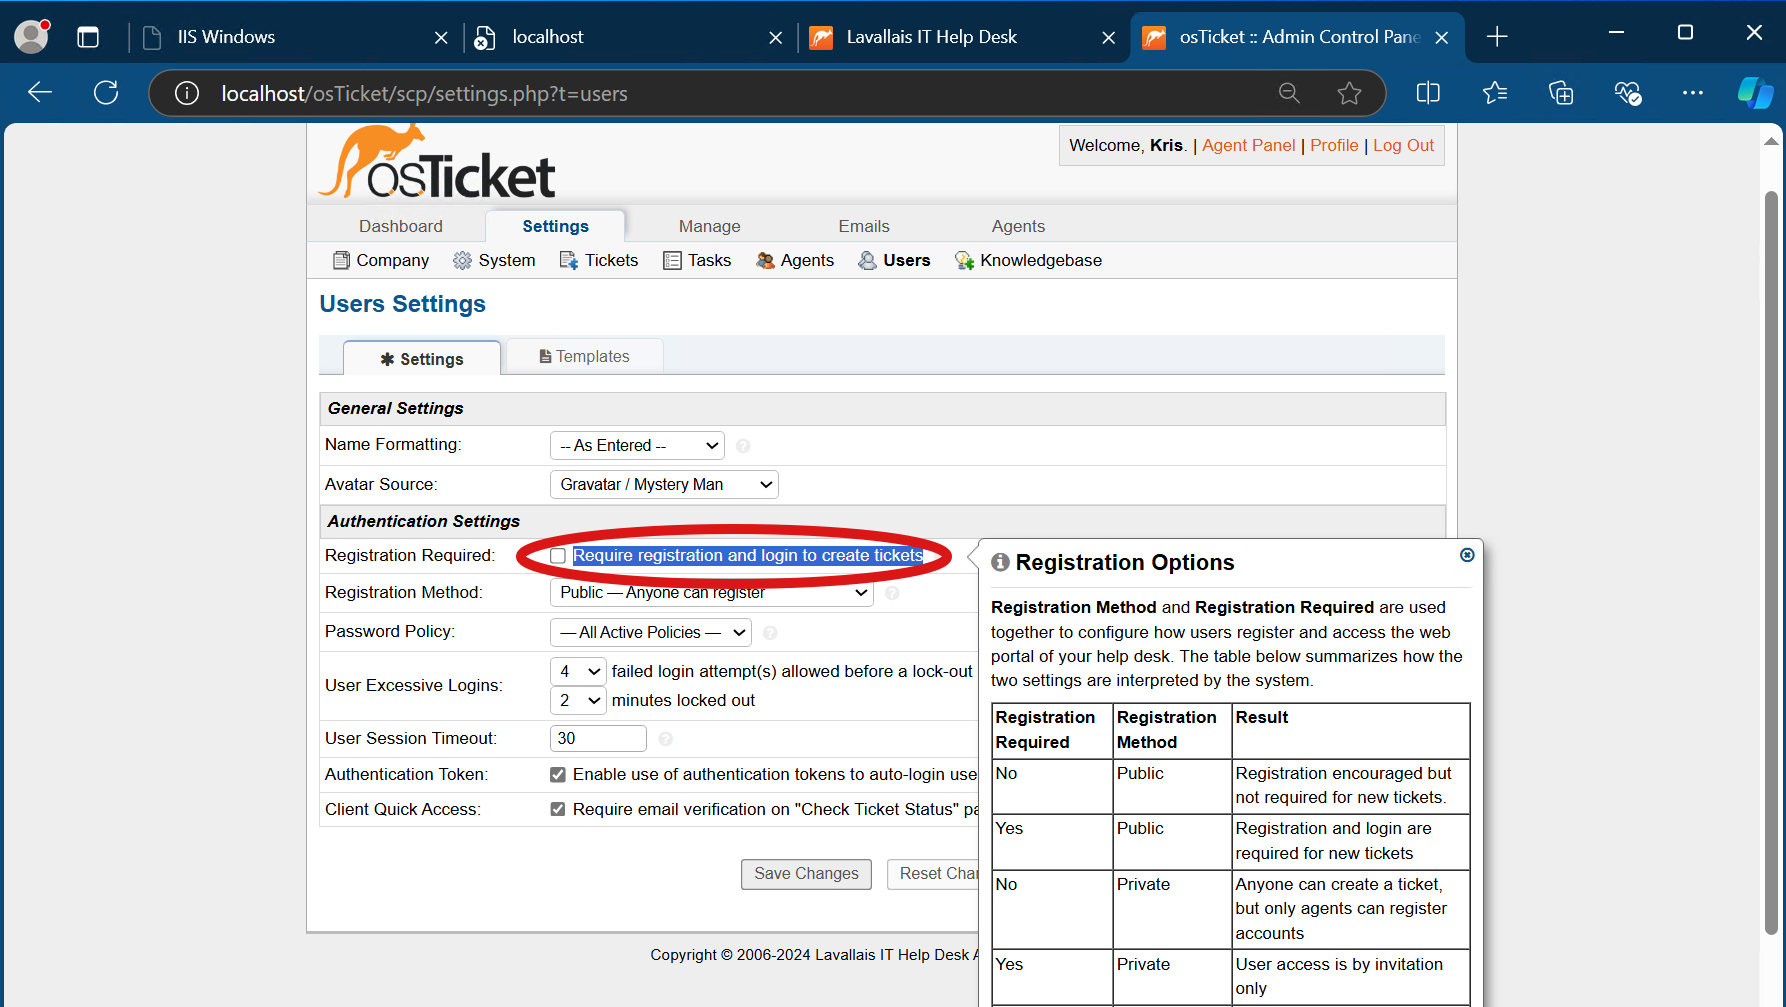 IIS Windows
localhost
Lavallais IT Help Desk
osTicket :: Admin Control Pane
localhost/osTicket/scp/settings.php?t=users
osTicket
Welcome, Kris. | Agent Panel | Profile | Log Out
Dashboard Settings Manage Emails Agents
Company System Tickets Tasks Agents Users Knowledgebase
Users Settings
Settings Templates
General Settings
Name Formatting: -- As Entered --
Avatar Source: Gravatar / Mystery Man
Authentication Settings
Registration Required: Require registration and login to create tickets
Registration Method: Public — Anyone can register
Password Policy: — All Active Policies —
User Excessive Logins:
4 failed login attempt(s) allowed before a lock-out
2 minutes locked out
User Session Timeout: 30
Authentication Token: Enable use of authentication tokens to auto-login use
Client Quick Access: Require email verification on "Check Ticket Status" pa
Save Changes Reset Char
Copyright © 2006-2024 Lavallais IT Help Desk A
Registration Options
Registration Method and Registration Required are used
together to configure how users register and access the web
portal of your help desk. The table below summarizes how the
two settings are interpreted by the system.
Registration Required
Registration Method
Result
No
Public
Registration encouraged but
not required for new tickets.
Yes
Public
Registration and login are
required for new tickets
No
Private
Anyone can create a ticket,
but only agents can register
accounts
Yes
Private
User access is by invitation
only